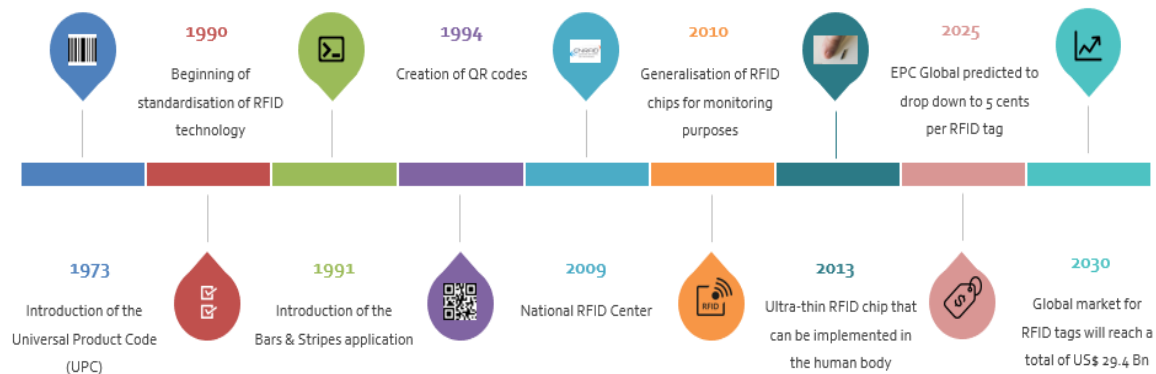 1973
Introduction of the
Universal Product Code
(UPC)
1990
Beginning of
standardisation of RFID
technology
1991
Introduction of the
Bars & Stripes application
1994
Creation of QR codes
2009
National RFID Center
2010
Generalisation of RFID
chips for monitoring
purposes
RFID
2013
Ultra-thin RFID chip that
can be implemented in
the human body
2025
EPC Global predicted to
drop down to 5 cents
per RFID tag
$
2030
Global market for
RFID tags will reach a
total of US$ 29.4 Bn